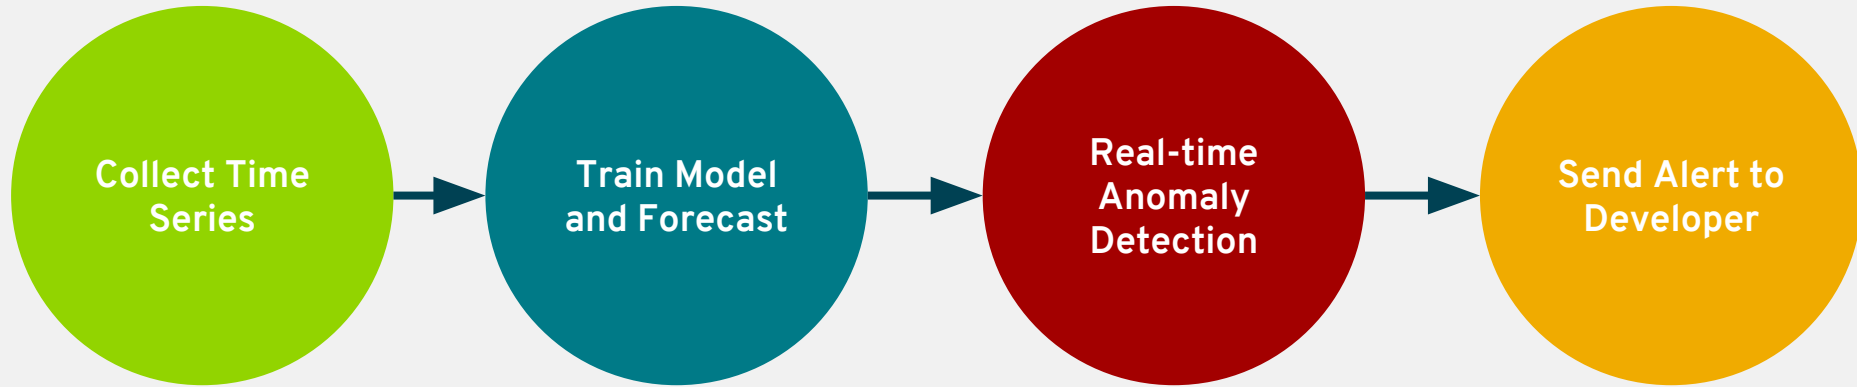 Collect Time
Series
Train Model
and Forecast
Real-time
Anomaly
Detection
Send Alert to
Developer